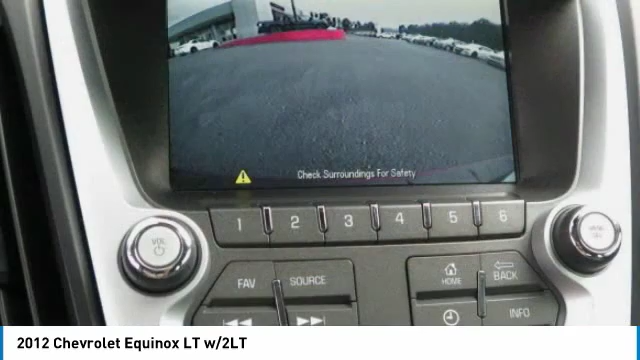 Check Surroundings For Safety
1 2 3 4 5 6
VOL
FAV SOURCE
HOME BACK
INFO
2012 Chevrolet Equinox LT w/2LT